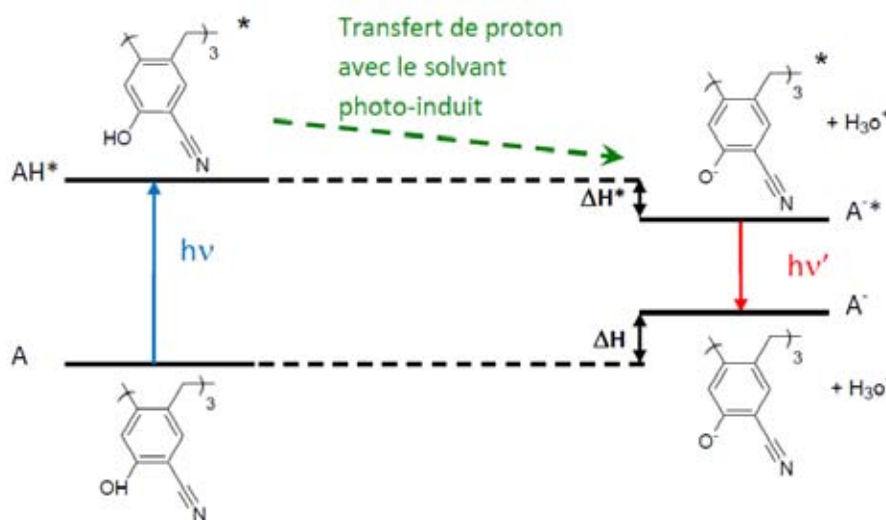 *
)3
HO
N
Transfert de proton
avec le solvant
photo-induit
*
)3
+ H₃o⁺
O⁻
N
AH*
ΔH*
A⁻*
hν
hν'
A⁻
ΔH
A
)3
OH
N
)3
+ H₃o⁺
O⁻
N